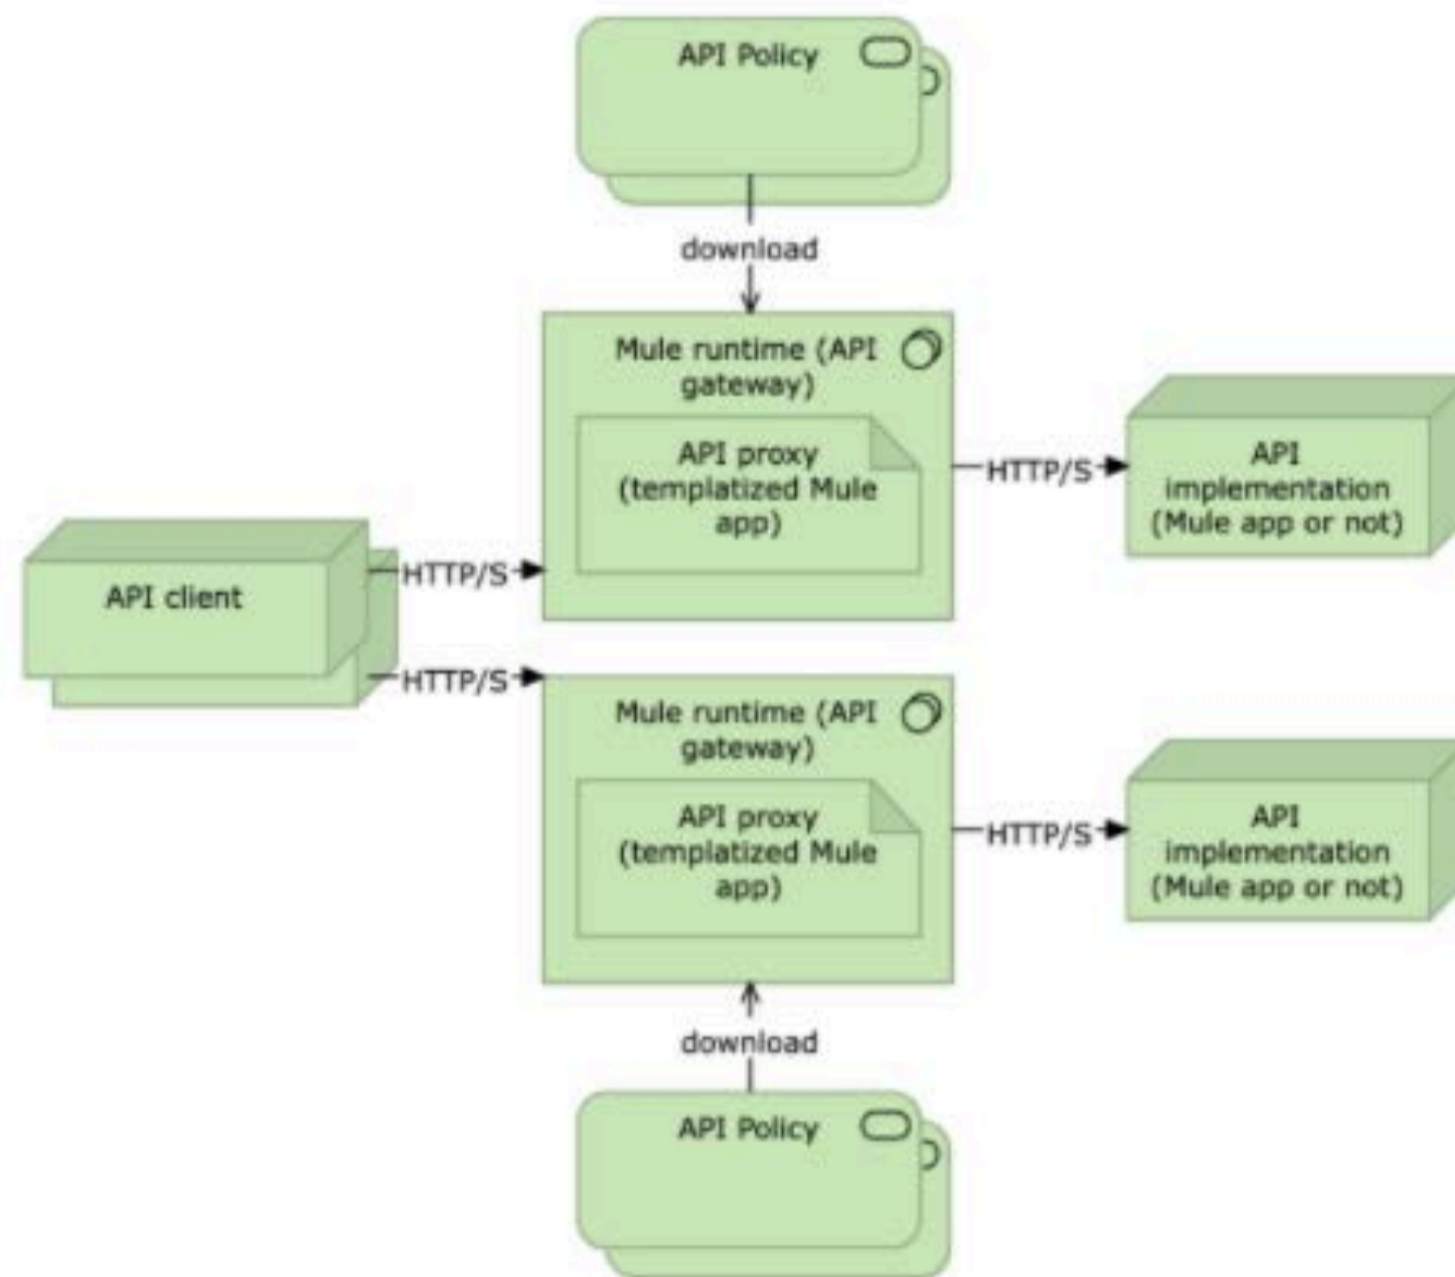 API Policy
download
Mule runtime (API
gateway)
API proxy
(templatized Mule
app)
HTTP/S
API
implementation
(Mule app or not)
API client
HTTP/S
HTTP/S
Mule runtime (API
gateway)
API proxy
(templatized Mule
app)
HTTP/S
API
implementation
(Mule app or not)
download
API Policy